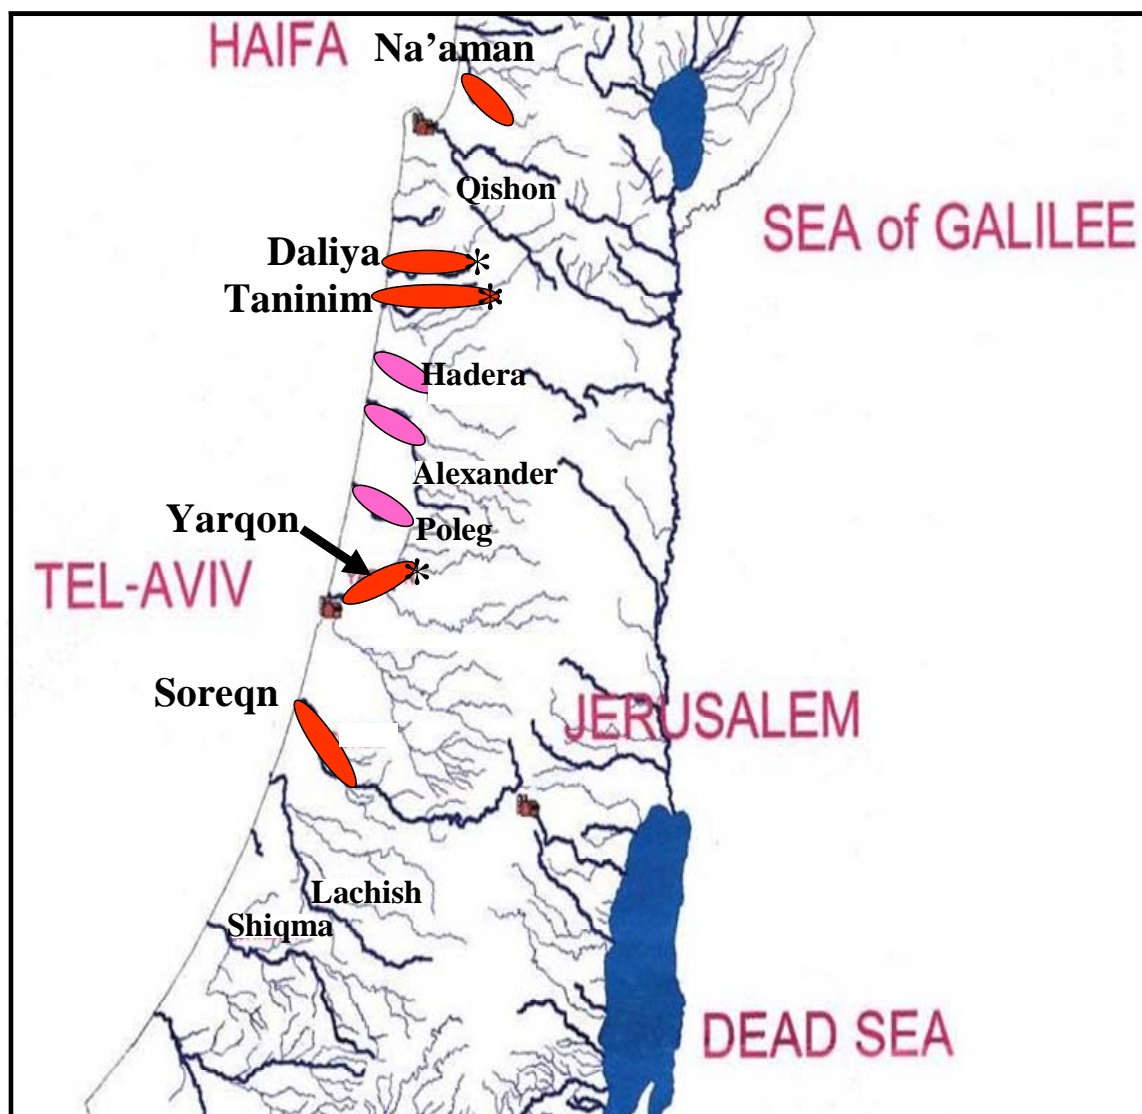 HAIFA
Na’aman
Qishon
SEA of GALILEE
Daliya
*
Taninim
*
Hadera
Alexander
Yarqon
Poleg
*
TEL-AVIV
Soreqn
JERUSALEM
Lachish
Shiqma
DEAD SEA